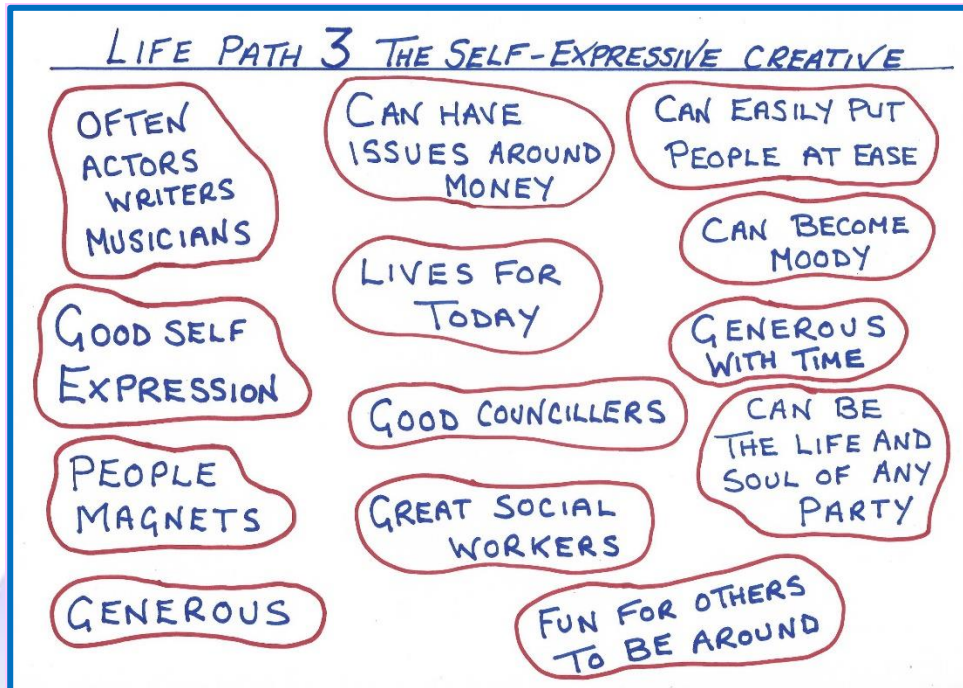 LIFE PATH 3 THE SELF-EXPRESSIVE CREATIVE
OFTEN
ACTORS
WRITERS
MUSICIANS
GOOD SELF
EXPRESSION
PEOPLE
MAGNETS
GENEROUS
CAN HAVE
ISSUES AROUND
MONEY
LIVES FOR
TODAY
GOOD COUNCILLERS
GREAT SOCIAL
WORKERS
FUN FOR OTHERS
TO BE AROUND
CAN EASILY PUT
PEOPLE AT EASE
CAN BECOME
MOODY
GENEROUS
WITH TIME
CAN BE
THE LIFE AND
SOUL OF ANY
PARTY